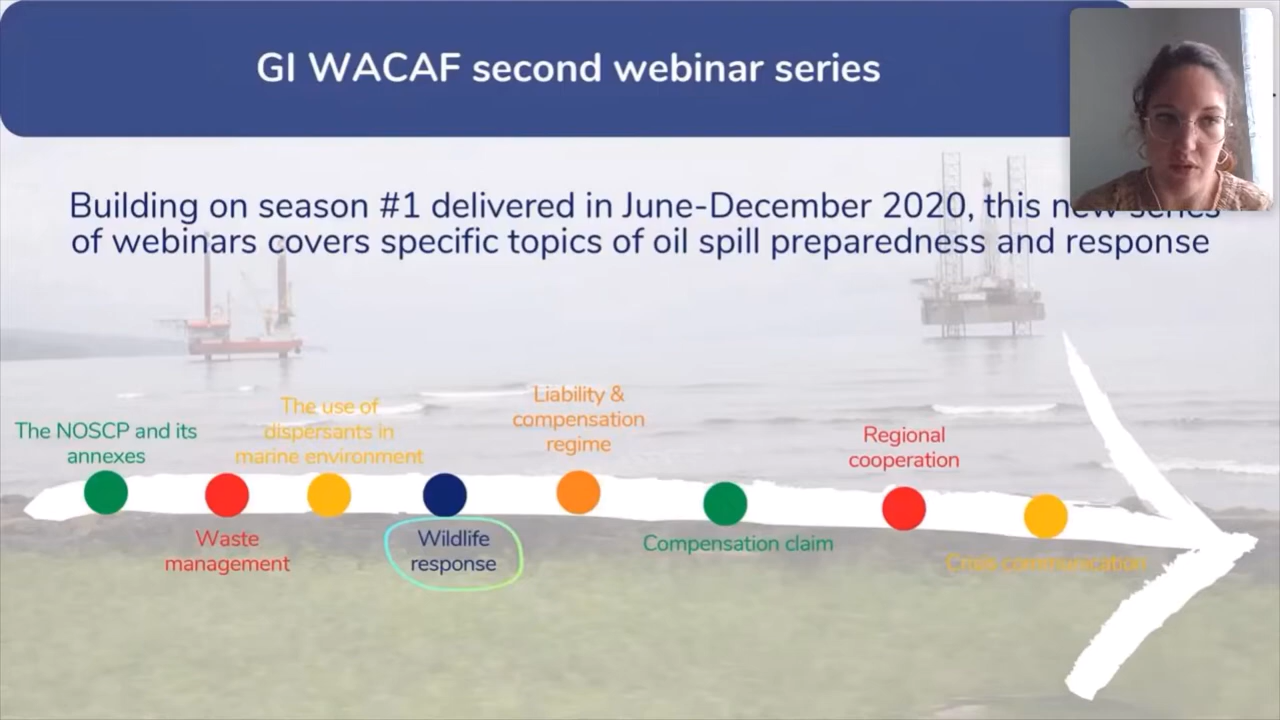 GI WACAF second webinar series
Building on season #1 delivered in June-December 2020, this new series
of webinars covers specific topics of oil spill preparedness and response
The NOSCP and its
annexes
Waste
management
The use of
dispersants in
marine environment
Wildlife
response
Liability &
compensation
regime
Compensation claim
Regional
cooperation
Crisis communication